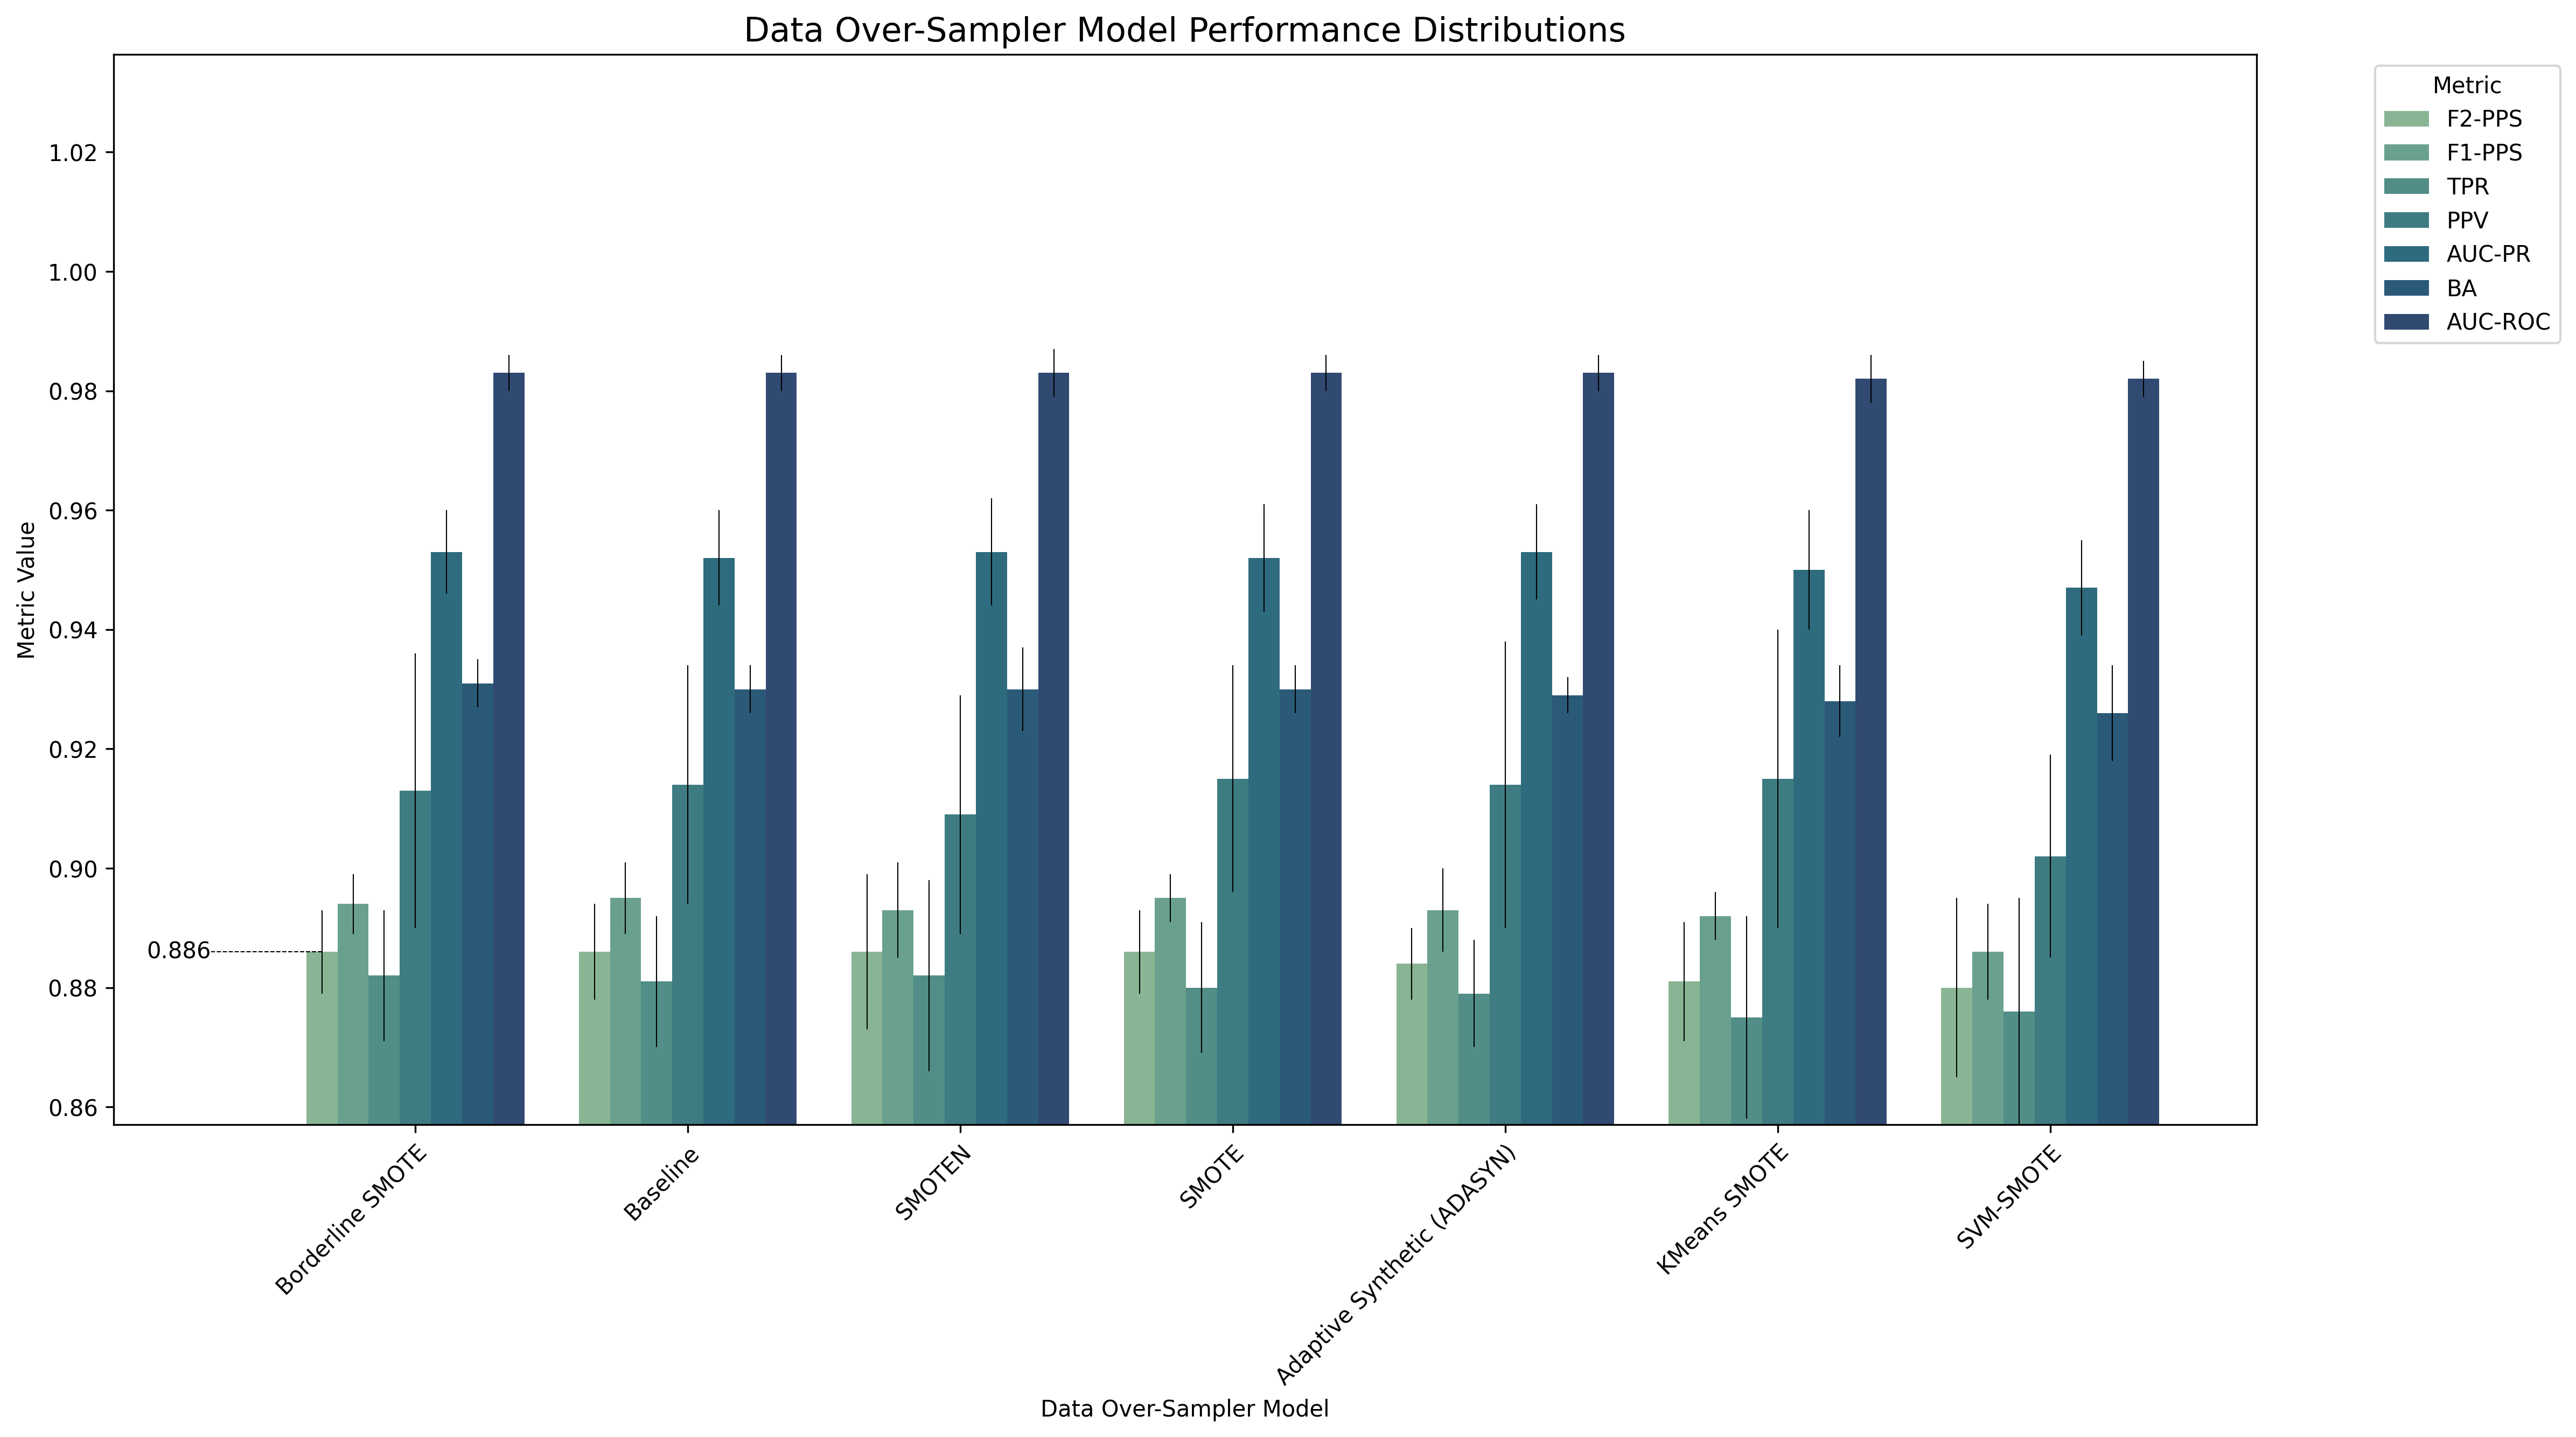 Data Over-Sampler Model Performance Distributions
Metric
F2-PPS
F1-PPS
TPR
PPV
AUC-PR
BA
AUC-ROC
Metric Value
1.02
1.00
0.98
0.96
0.94
0.92
0.90
0.88
0.86
0.886
Borderline SMOTE
Baseline
SMOTEN
SMOTE
Adaptive Synthetic (ADASYN)
KMeans SMOTE
SVM-SMOTE
Data Over-Sampler Model